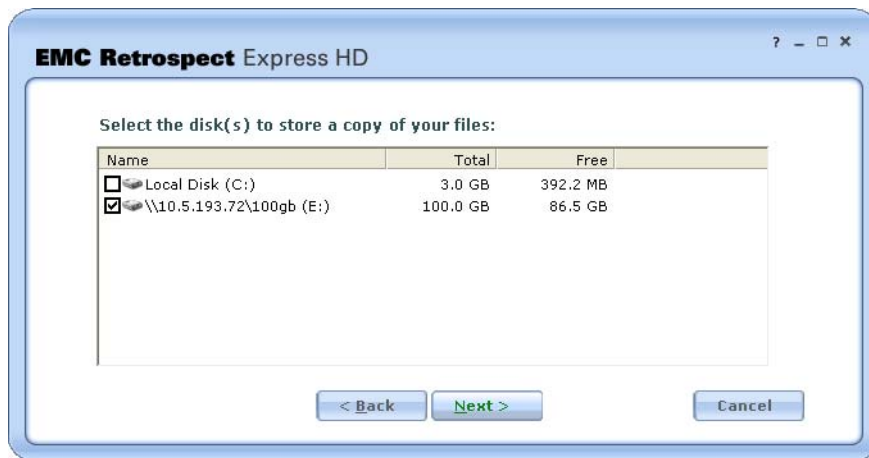 EMC Retrospect Express HD
?
Select the disk(s) to store a copy of your files:
Name Total Free
Local Disk (C:) 3.0 GB 392.2 MB
\\10.5.193.72\100gb (E:) 100.0 GB 86.5 GB
< Back Next > Cancel